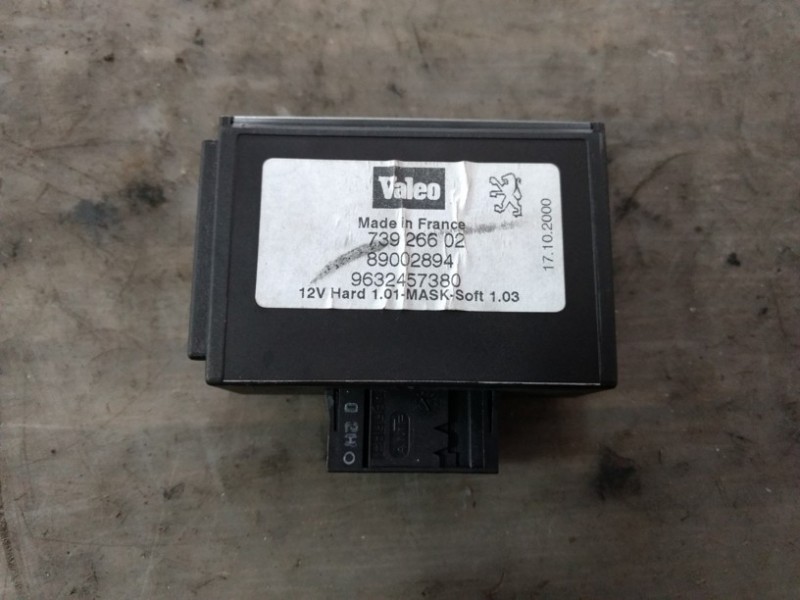 Valeo
Made in France
739 266 02
89002894
9632457380
12V Hard 1.01-MASK-Soft 1.03
17.10.2000